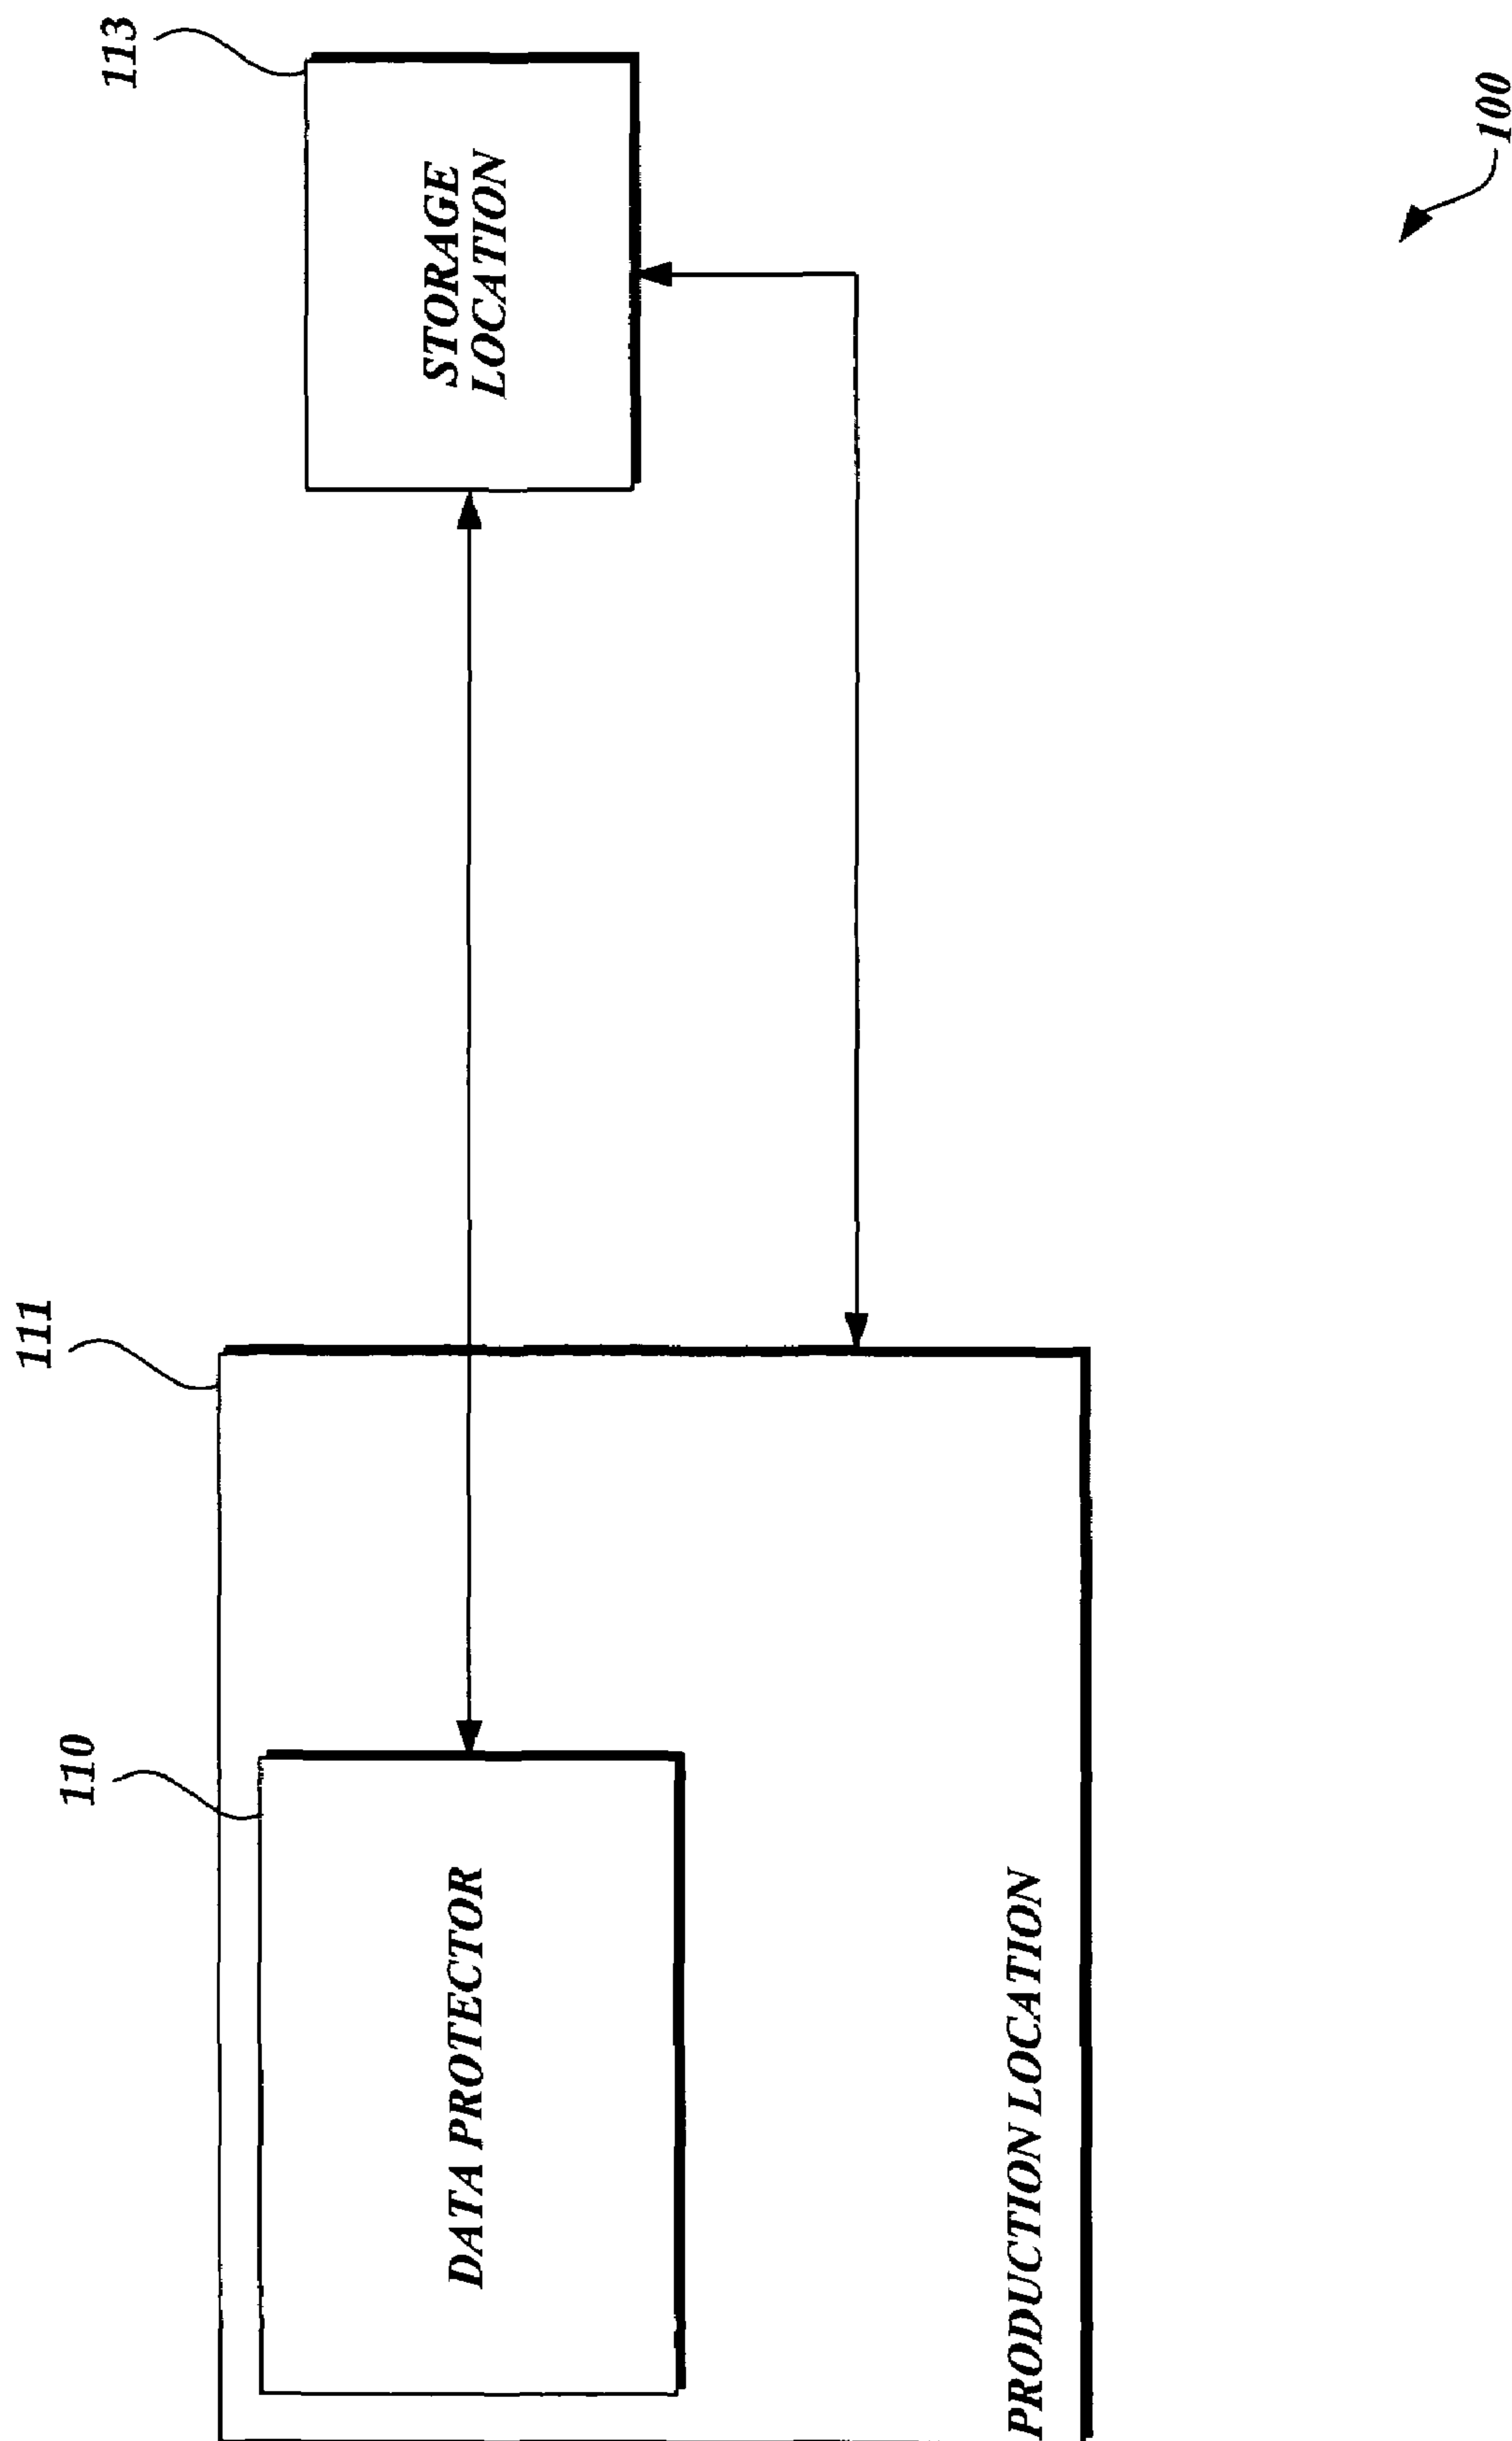 110
111
113
DATA PROTECTOR
STORAGE
LOCATION
PRODUCTION LOCATION
100